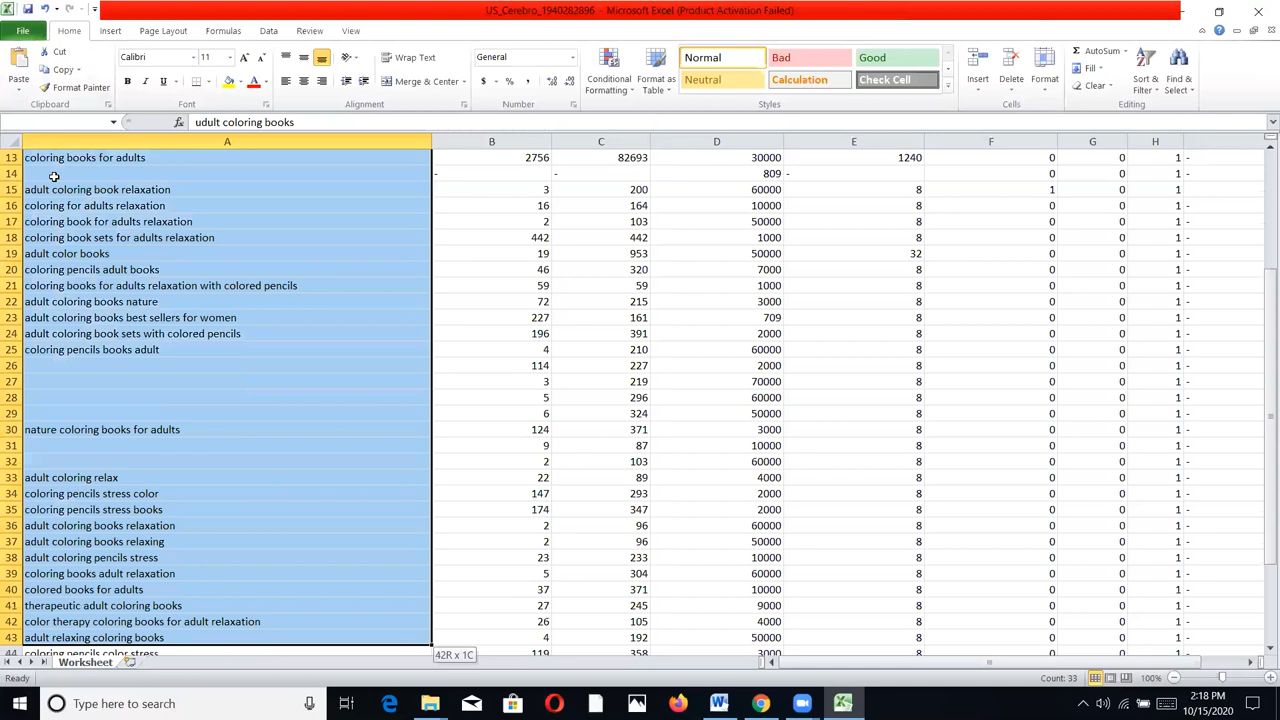 US_Cerebro_1940282896 - Microsoft Excel (Product Activation Failed)
File Home Insert Page Layout Formulas Data Review View
Cut Calibri 11 A A Wrap Text General Normal Bad Good AutoSum
Paste Copy Format Painter B I U A Merge & Center $ % , Conditional Formatting Format as Table Neutral Calculation Check Cell Insert Delete Format Fill Clear Sort & Filter Find & Select
Clipboard Font Alignment Number Styles Cells Editing
fx udult coloring books
A B C D E F G H
13 coloring books for adults 2756 82693 30000 1240 0 0 1 -
14 - - 809 - 0 0 1 -
15 adult coloring book relaxation 3 200 60000 8 1 0 1 -
16 coloring for adults relaxation 16 164 10000 8 0 0 1 -
17 coloring book for adults relaxation 2 103 50000 8 0 0 1 -
18 coloring book sets for adults relaxation 442 442 1000 8 0 0 1 -
19 adult color books 19 953 50000 32 0 0 1 -
20 coloring pencils adult books 46 320 7000 8 0 0 1 -
21 coloring books for adults relaxation with colored pencils 59 59 1000 8 0 0 1 -
22 adult coloring books nature 72 215 3000 8 0 0 1 -
23 adult coloring books best sellers for women 227 161 709 8 0 0 1 -
24 adult coloring book sets with colored pencils 196 391 2000 8 0 0 1 -
25 coloring pencils books adult 4 210 60000 8 0 0 1 -
26 114 227 2000 8 0 0 1 -
27 3 219 70000 8 0 0 1 -
28 5 296 60000 8 0 0 1 -
29 6 324 50000 8 0 0 1 -
30 nature coloring books for adults 124 371 3000 8 0 0 1 -
31 9 87 10000 8 0 0 1 -
32 2 103 60000 8 0 0 1 -
33 adult coloring relax 22 89 4000 8 0 0 1 -
34 coloring pencils stress color 147 293 2000 8 0 0 1 -
35 coloring pencils stress books 174 347 2000 8 0 0 1 -
36 adult coloring books relaxation 2 96 60000 8 0 0 1 -
37 adult coloring books relaxing 2 96 50000 8 0 0 1 -
38 adult coloring pencils stress 23 233 10000 8 0 0 1 -
39 coloring books adult relaxation 5 304 60000 8 0 0 1 -
40 colored books for adults 37 371 10000 8 0 0 1 -
41 therapeutic adult coloring books 27 245 9000 8 0 0 1 -
42 color therapy coloring books for adult relaxation 26 105 4000 8 0 0 1 -
43 adult relaxing coloring books 4 192 50000 8 0 0 1 -
44 coloring pencils color stress 119 358 3000 8 0 0 1 -
42R x 1C
Worksheet
Ready Count: 33 100%
Type here to search
2:18 PM
10/15/2020